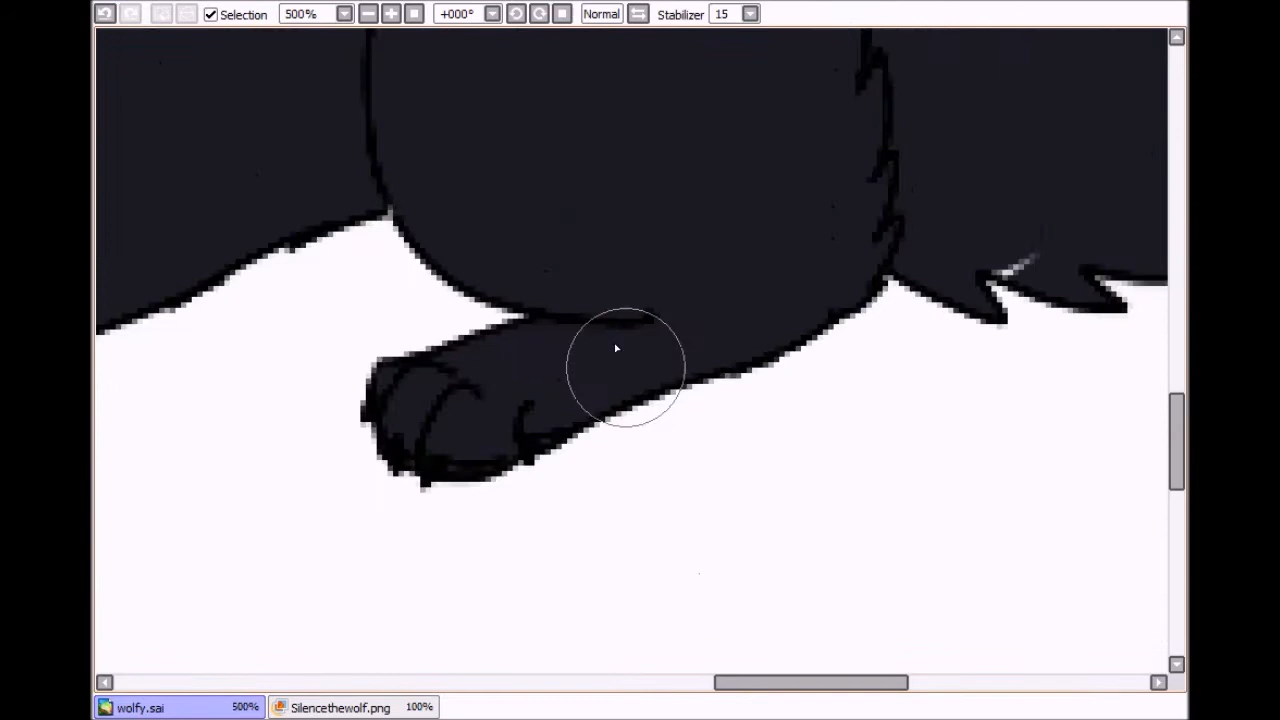 Selection 500% +000° Normal Stabilizer 15
wolfy.sai 500% Silencethewolf.png 100%